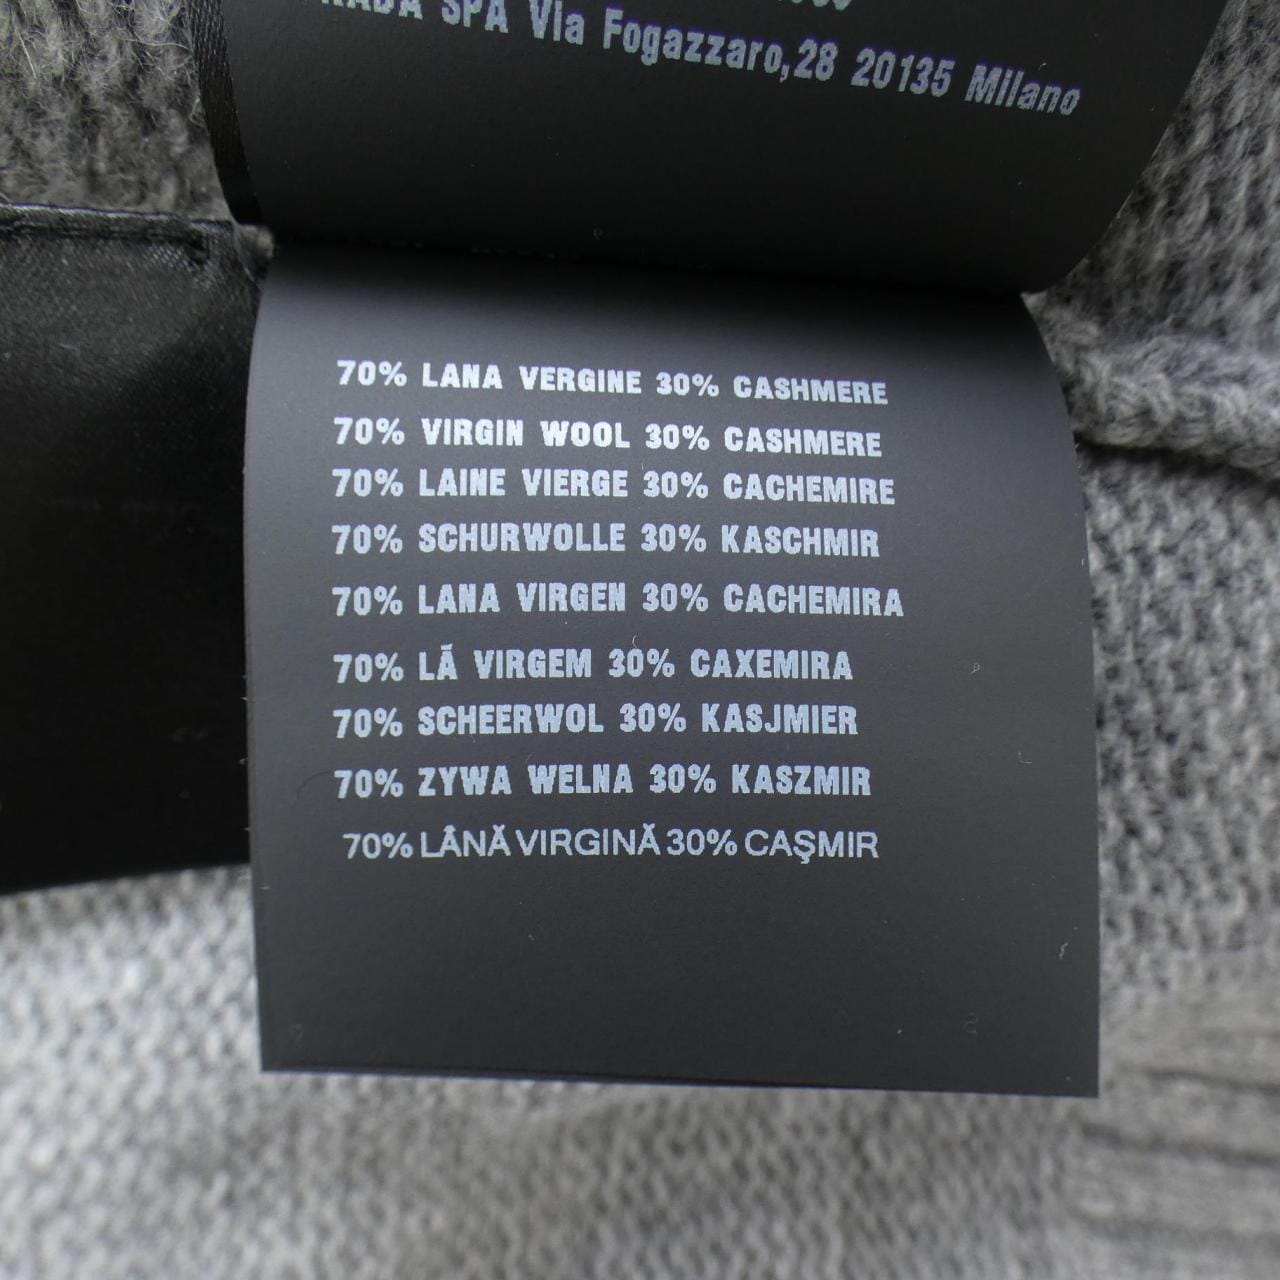 SPA Via Fogazzaro,28 20135 Milano
70% LANA VERGINE 30% CASHMERE
70% VIRGIN WOOL 30% CASHMERE
70% LAINE VIERGE 30% CACHEMIRE
70% SCHURWOLLE 30% KASCHMIR
70% LANA VIRGEN 30% CACHEMIRA
70% LÃ VIRGEM 30% CAXEMIRA
70% SCHEERWOL 30% KASJMIER
70% ZYWA WELNA 30% KASZMIR
70% LÂNĂ VIRGINĂ 30% CAŞMIR